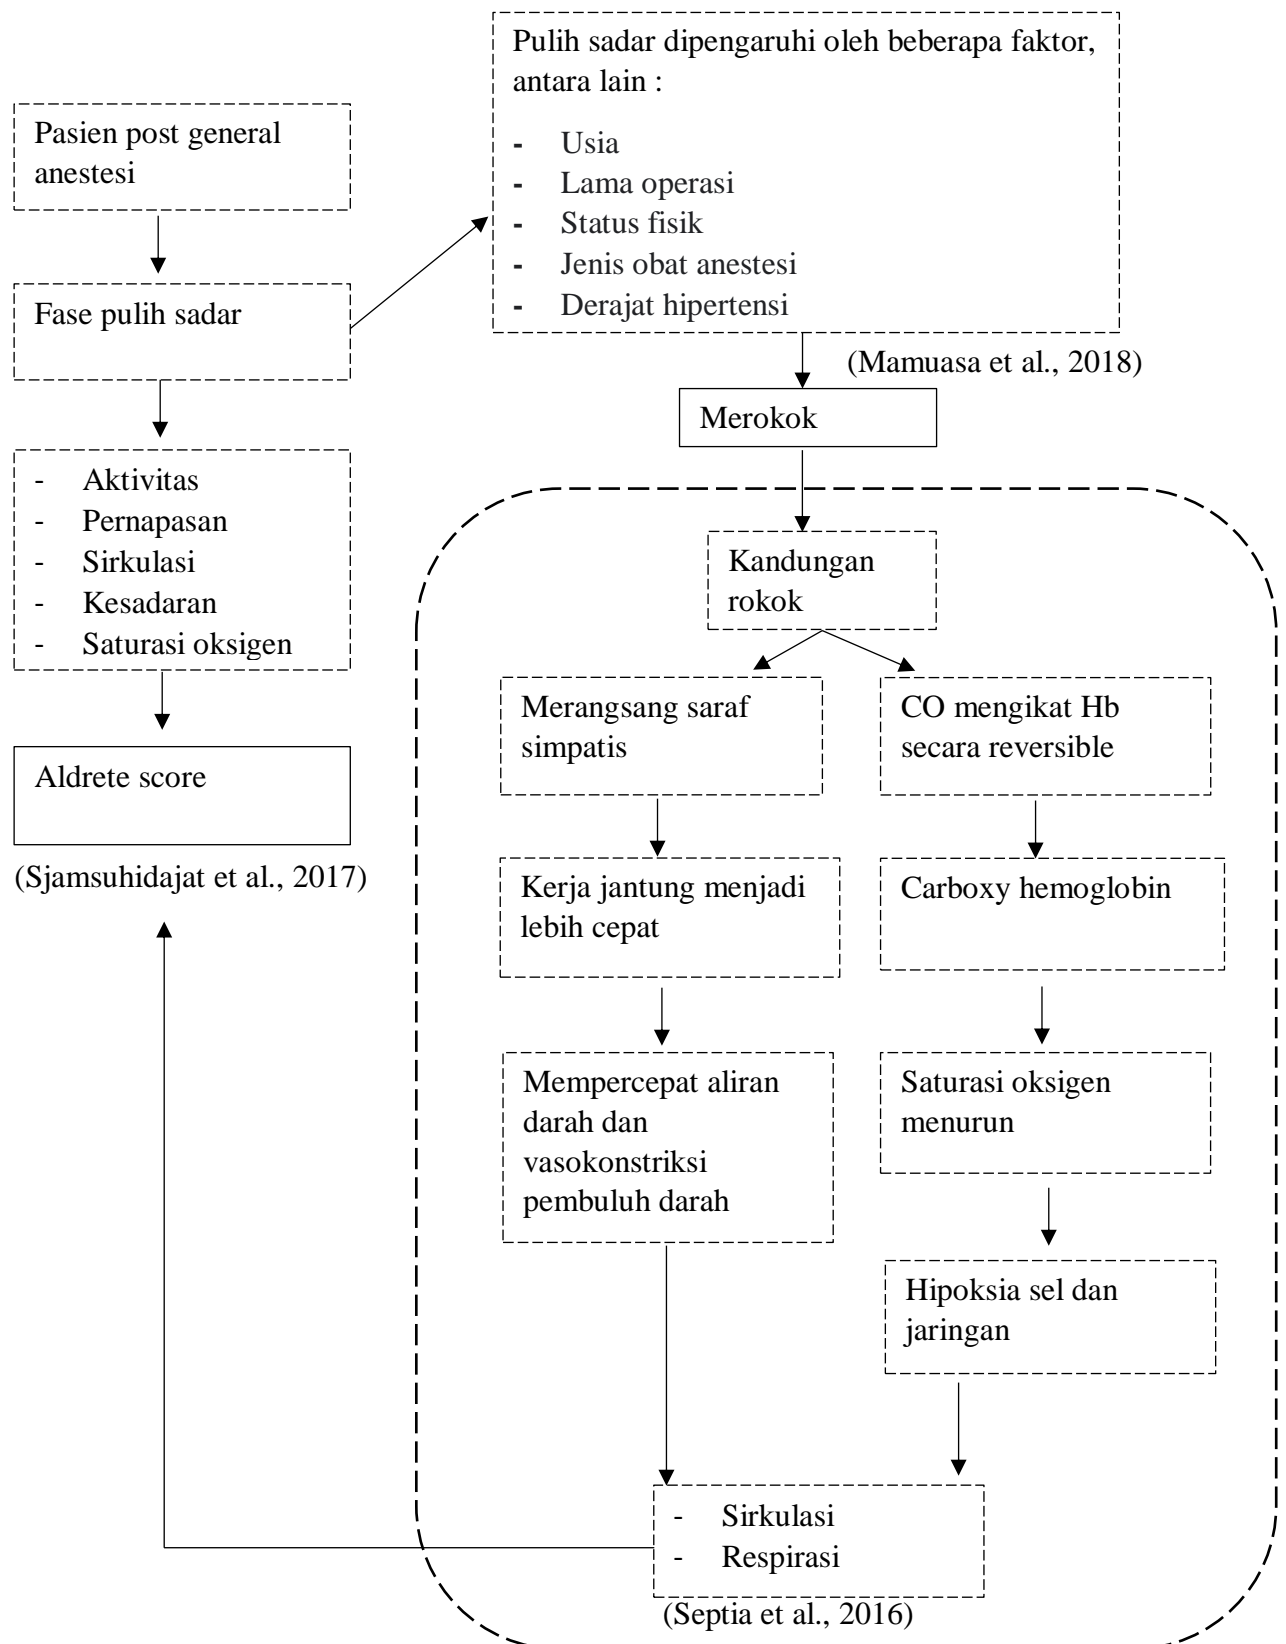 Pasien post general
anestesi
Fase pulih sadar
- Aktivitas
- Pernapasan
- Sirkulasi
- Kesadaran
- Saturasi oksigen
Aldrete score
(Sjamsuhidajat et al., 2017)
Pulih sadar dipengaruhi oleh beberapa faktor,
antara lain :
- Usia
- Lama operasi
- Status fisik
- Jenis obat anestesi
- Derajat hipertensi
(Mamuasa et al., 2018)
Merokok
Kandungan
rokok
Merangsang saraf
simpatis
Kerja jantung menjadi
lebih cepat
Mempercepat aliran
darah dan
vasokonstriksi
pembuluh darah
CO mengikat Hb
secara reversible
Carboxy hemoglobin
Saturasi oksigen
menurun
Hipoksia sel dan
jaringan
- Sirkulasi
- Respirasi
(Septia et al., 2016)